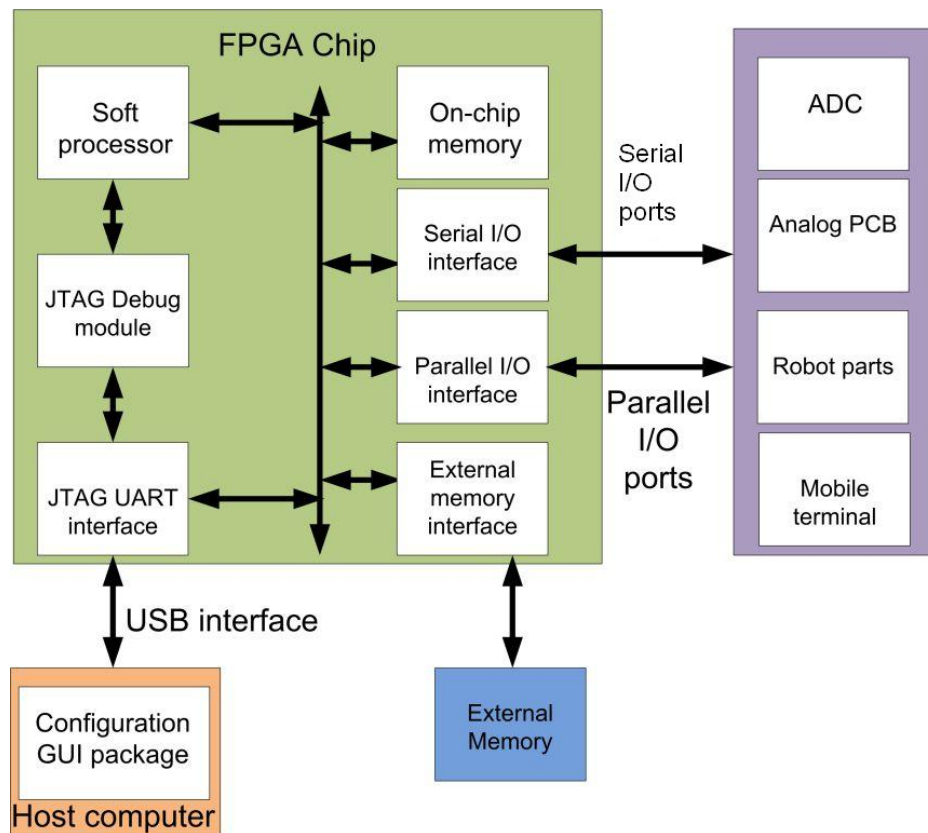 FPGA Chip
Soft
processor
On-chip
memory
JTAG Debug
module
Serial I/O
interface
Parallel I/O
interface
JTAG UART
interface
External
memory
interface
Serial
I/O
ports
Parallel
I/O
ports
ADC
Analog PCB
Robot parts
Mobile
terminal
USB interface
Configuration
GUI package
Host computer
External
Memory